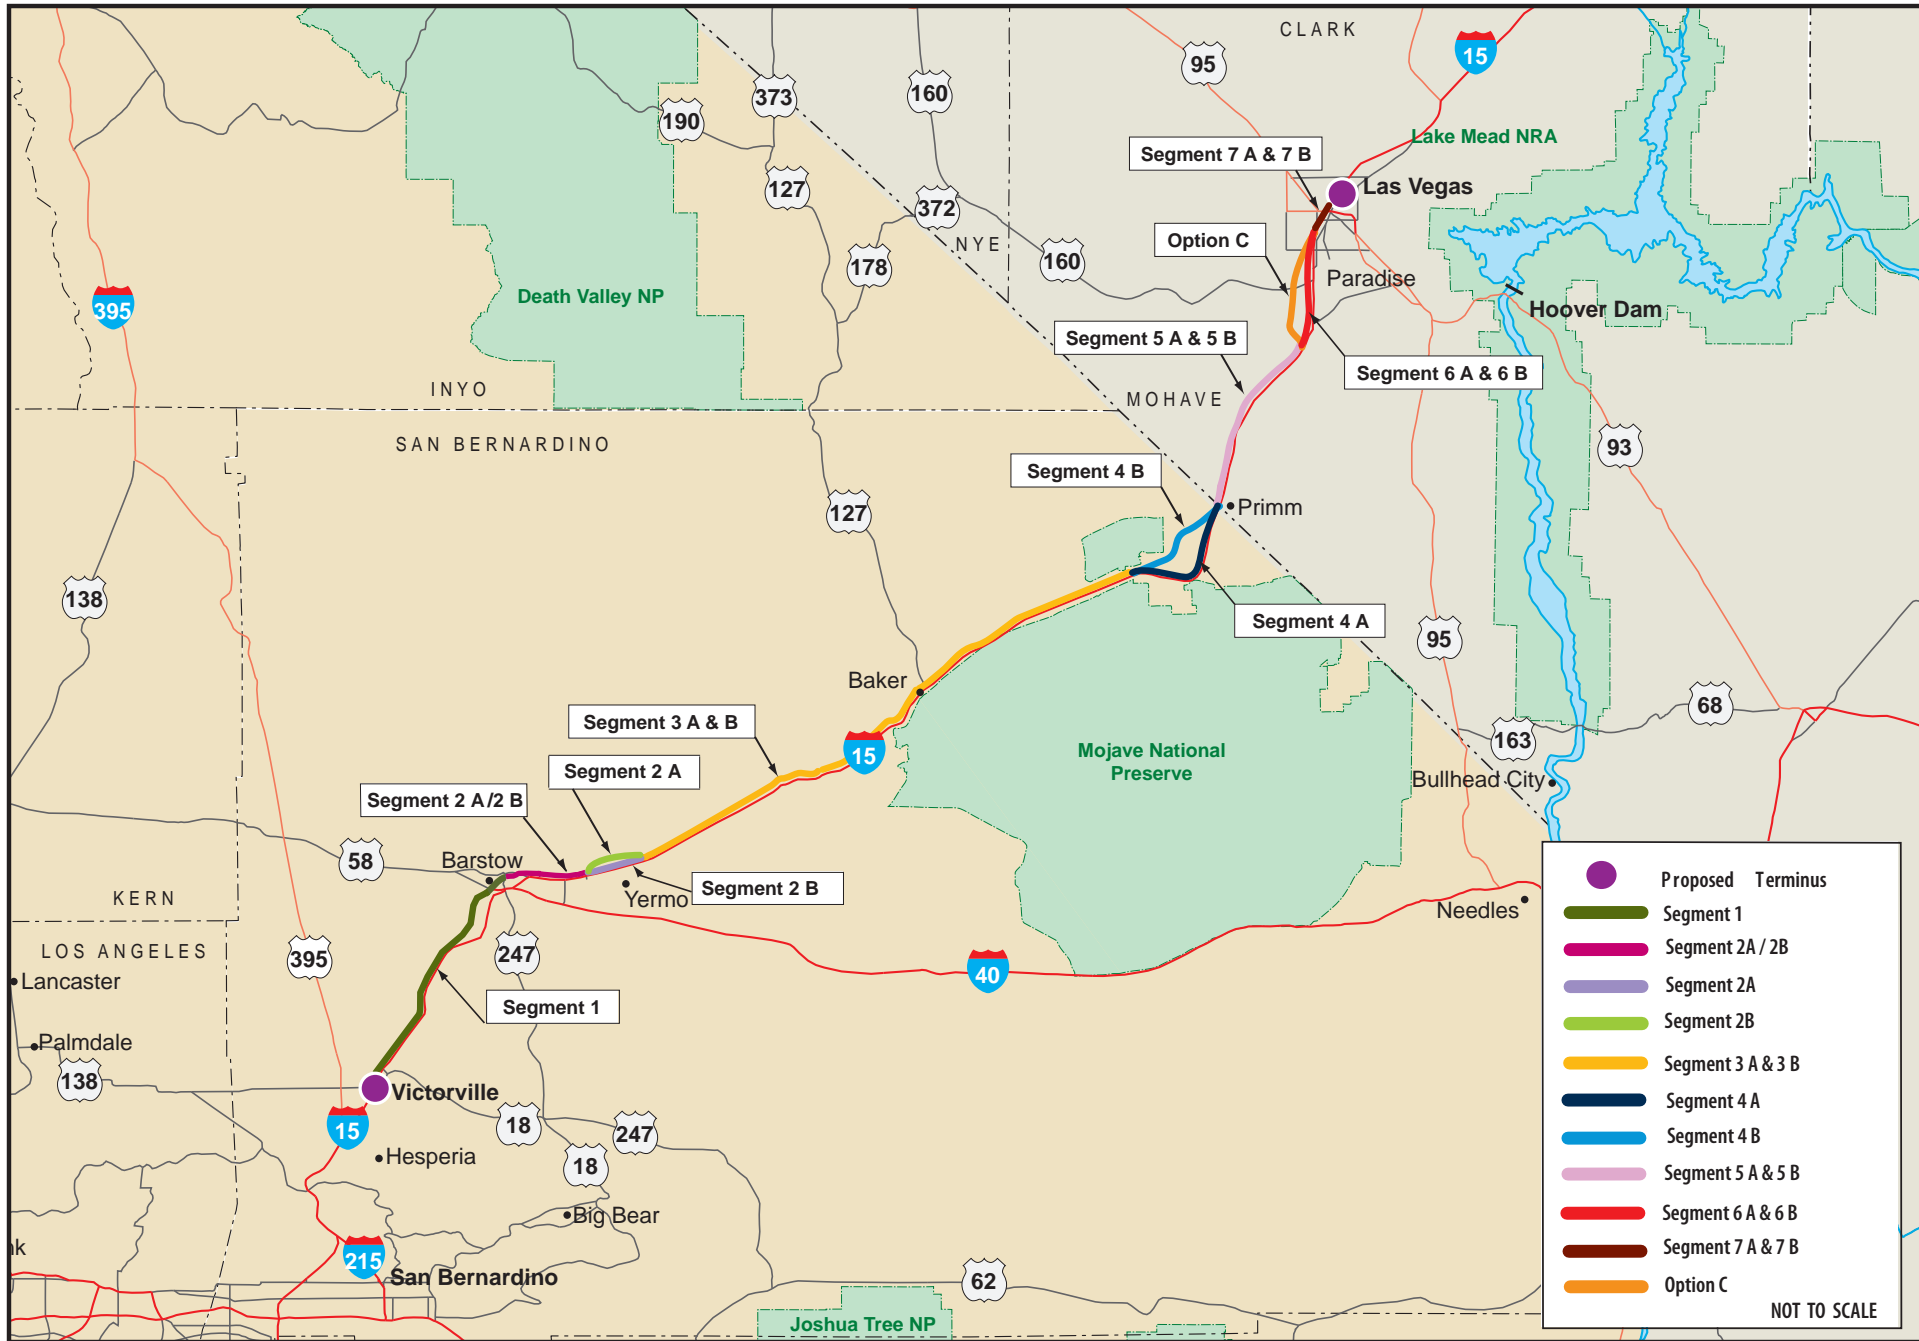 CLARK
95
15
373
160
190
Lake Mead NRA
Segment 7 A & 7 B
127
Las Vegas
372
NYE
Option C
160
178
Paradise
Death Valley NP
395
Hoover Dam
Segment 5 A & 5 B
Segment 6 A & 6 B
INYO
MOHAVE
SAN BERNARDINO
93
Segment 4 B
127
Primm
138
Segment 4 A
95
Baker
68
Segment 3 A & B
163
15
Mojave National
Preserve
Segment 2 A
Bullhead City
Segment 2 A/2 B
58
Barstow
Segment 2 B
Yermo
KERN
Needles
LOS ANGELES
395
247
40
Lancaster
Segment 1
Palmdale
138
Victorville
15
18
247
Hesperia
18
Big Bear
nk
215
San Bernardino
62
Joshua Tree NP
Proposed Terminus
Segment 1
Segment 2A / 2B
Segment 2A
Segment 2B
Segment 3 A & 3 B
Segment 4 A
Segment 4 B
Segment 5 A & 5 B
Segment 6 A & 6 B
Segment 7 A & 7 B
Option C
NOT TO SCALE